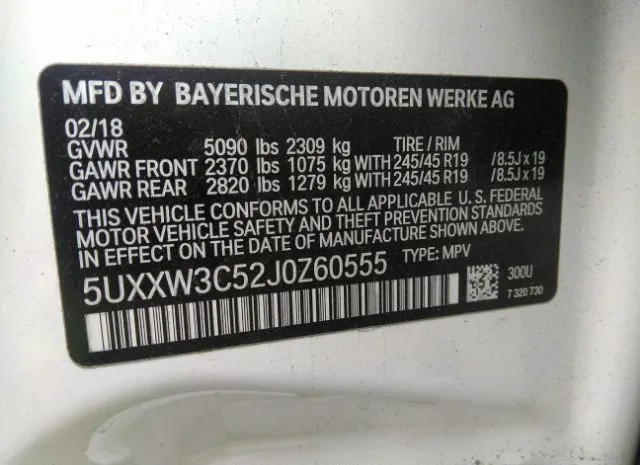 MFD BY BAYERISCHE MOTOREN WERKE AG
02/18
GVWR 5090 lbs 2309 kg TIRE / RIM
GAWR FRONT 2370 lbs 1075 kg WITH 245/45 R19 /8.5J x 19
GAWR REAR 2820 lbs 1279 kg WITH 245/45 R19 /8.5J x 19
THIS VEHICLE CONFORMS TO ALL APPLICABLE U. S. FEDERAL
MOTOR VEHICLE SAFETY AND THEFT PREVENTION STANDARDS
IN EFFECT ON THE DATE OF MANUFACTURE SHOWN ABOVE.
5UXXW3C52J0Z60555 TYPE: MPV
300U
7 320 730